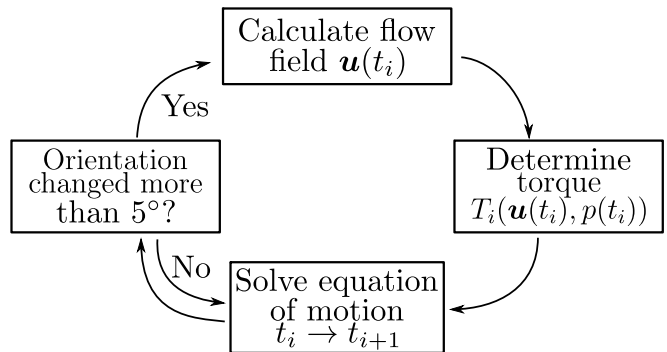 Calculate flow
field u(t_i)
Yes
Orientation
changed more
than 5°?
Determine
torque
T_i(u(t_i), p(t_i))
No
Solve equation
of motion
t_i → t_{i+1}